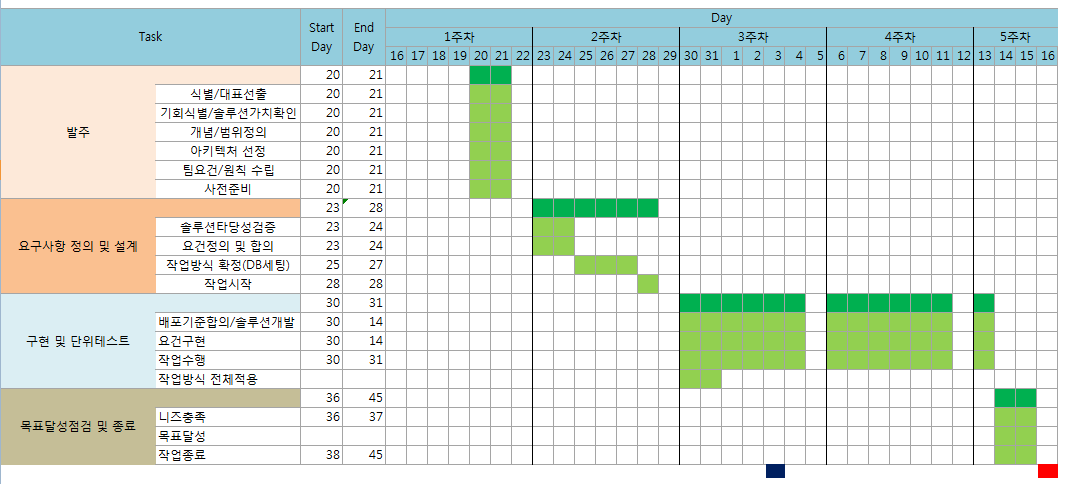 Task Start Day End Day Day
1주차 2주차 3주차 4주차 5주차
16 17 18 19 20 21 22 23 24 25 26 27 28 29 30 31 1 2 3 4 5 6 7 8 9 10 11 12 13 14 15 16
발주 20 21
식별/대표선출 20 21
기회식별/솔루션가치확인 20 21
개념/범위정의 20 21
아키텍처 선정 20 21
팀요건/원칙 수립 20 21
사전준비 20 21
요구사항 정의 및 설계 23 28
솔루션타당성검증 23 24
요건정의 및 합의 23 24
작업방식 확정(DB세팅) 25 27
작업시작 28 28
구현 및 단위테스트 30 31
배포기준합의/솔루션개발 30 14
요건구현 30 14
작업수행 30 31
작업방식 전체적용
목표달성점검 및 종료 36 45
니즈충족 36 37
목표달성
작업종료 38 45